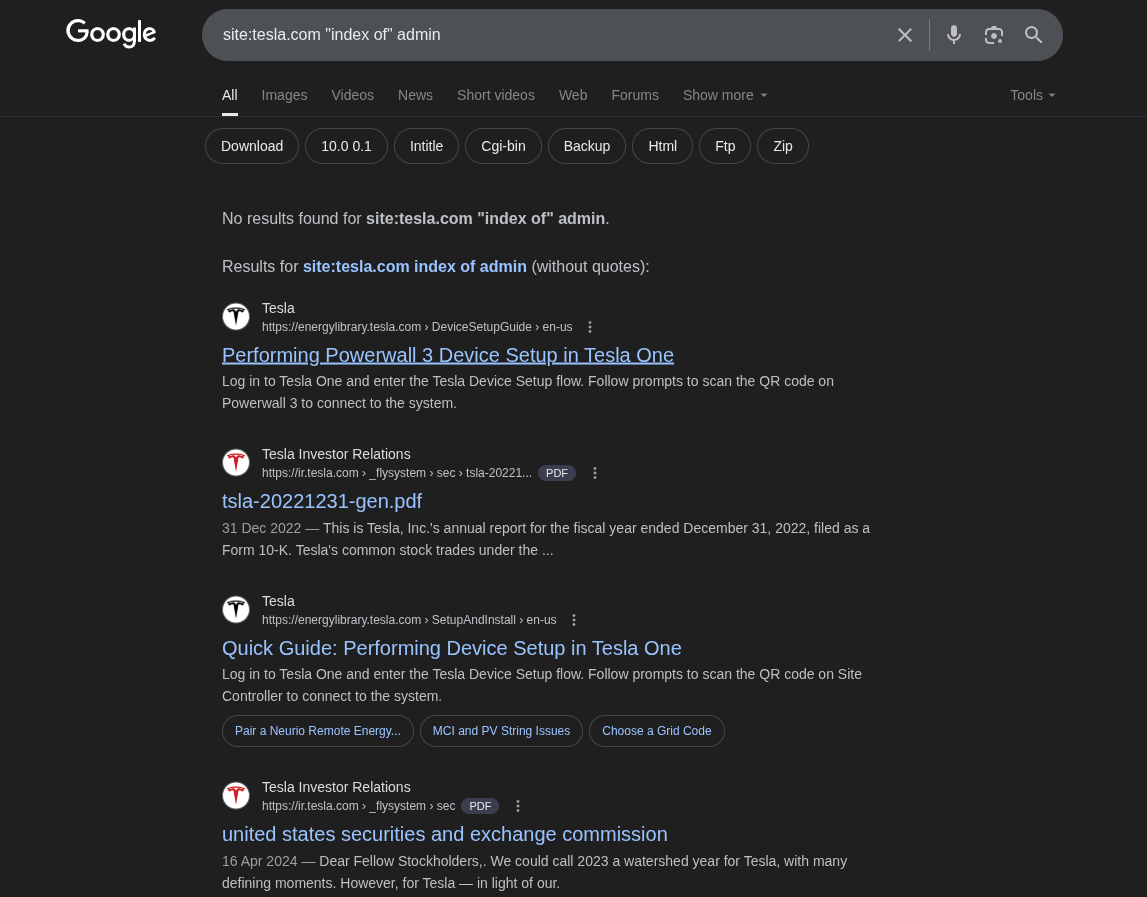 Google
site:tesla.com "index of" admin
All Images Videos News Short videos Web Forums Show more Tools
Download 10.0 0.1 Intitle Cgi-bin Backup Html Ftp Zip
No results found for site:tesla.com "index of" admin.
Results for site:tesla.com index of admin (without quotes):
Tesla
https://energylibrary.tesla.com › DeviceSetupGuide › en-us
Performing Powerwall 3 Device Setup in Tesla One
Log in to Tesla One and enter the Tesla Device Setup flow. Follow prompts to scan the QR code on
Powerwall 3 to connect to the system.
Tesla Investor Relations
https://ir.tesla.com › _flysystem › sec › tsla-20221... PDF
tsla-20221231-gen.pdf
31 Dec 2022 — This is Tesla, Inc.'s annual report for the fiscal year ended December 31, 2022, filed as a
Form 10-K. Tesla's common stock trades under the ...
Tesla
https://energylibrary.tesla.com › SetupAndInstall › en-us
Quick Guide: Performing Device Setup in Tesla One
Log in to Tesla One and enter the Tesla Device Setup flow. Follow prompts to scan the QR code on Site
Controller to connect to the system.
Pair a Neurio Remote Energy... MCI and PV String Issues Choose a Grid Code
Tesla Investor Relations
https://ir.tesla.com › _flysystem › sec PDF
united states securities and exchange commission
16 Apr 2024 — Dear Fellow Stockholders,. We could call 2023 a watershed year for Tesla, with many
defining moments. However, for Tesla — in light of our.